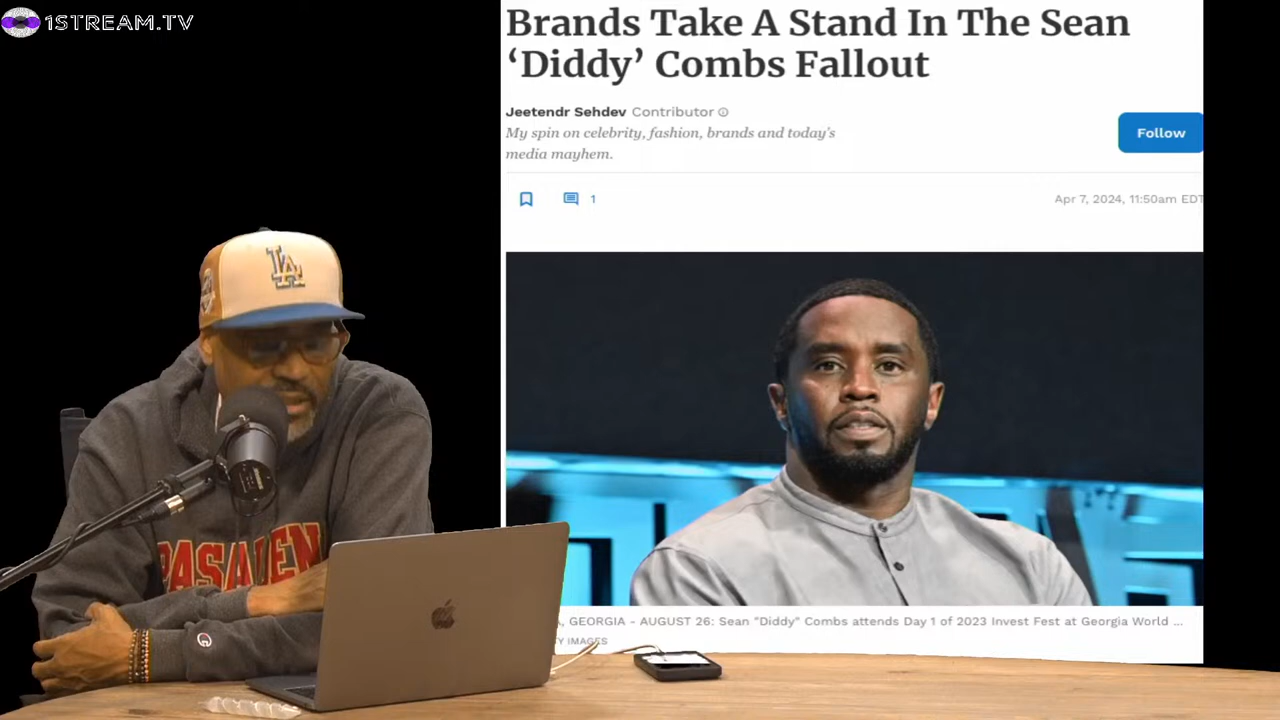 1STREAM.TV
Brands Take A Stand In The Sean
‘Diddy’ Combs Fallout
Jeetendr Sehdev Contributor
My spin on celebrity, fashion, brands and today's
media mayhem.
Follow
1
Apr 7, 2024, 11:50am EDT
LA
PASADEN
GEORGIA - AUGUST 26: Sean "Diddy" Combs attends Day 1 of 2023 Invest Fest at Georgia World ...
IMAGES